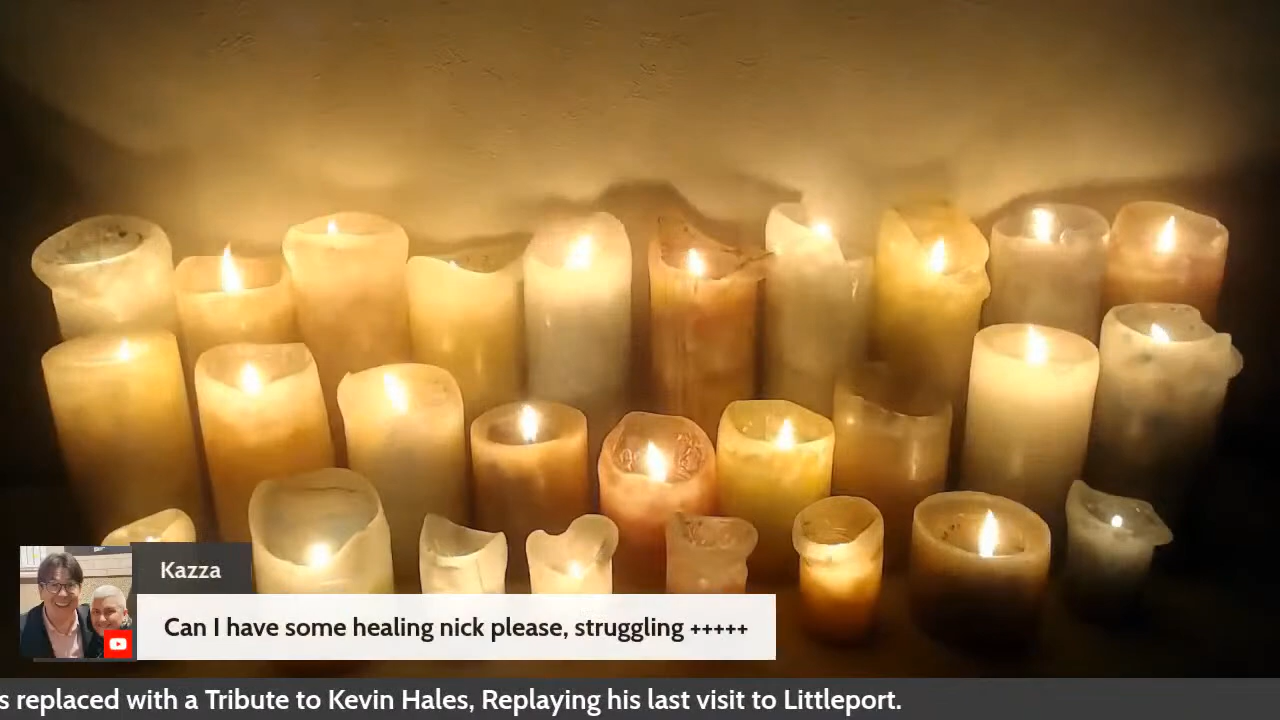 Kazza
Can I have some healing nick please, struggling +++++
s replaced with a Tribute to Kevin Hales, Replaying his last visit to Littleport.